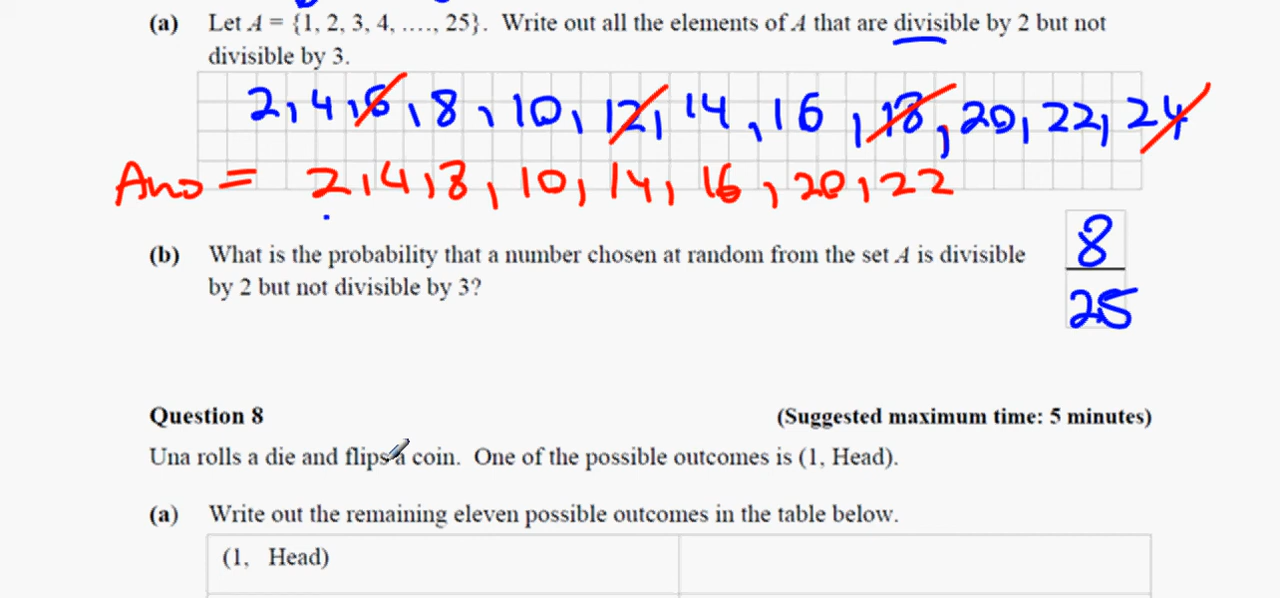 (a) Let A = {1, 2, 3, 4, ...., 25}. Write out all the elements of A that are divisible by 2 but not
divisible by 3.
2, 4, 6, 8, 10, 12, 14, 16, 18, 20, 22, 24
Ans = 2, 4, 8, 10, 14, 16, 20, 22
(b) What is the probability that a number chosen at random from the set A is divisible
by 2 but not divisible by 3?
8
25
Question 8 (Suggested maximum time: 5 minutes)
Una rolls a die and flips a coin. One of the possible outcomes is (1, Head).
(a) Write out the remaining eleven possible outcomes in the table below.
(1, Head)